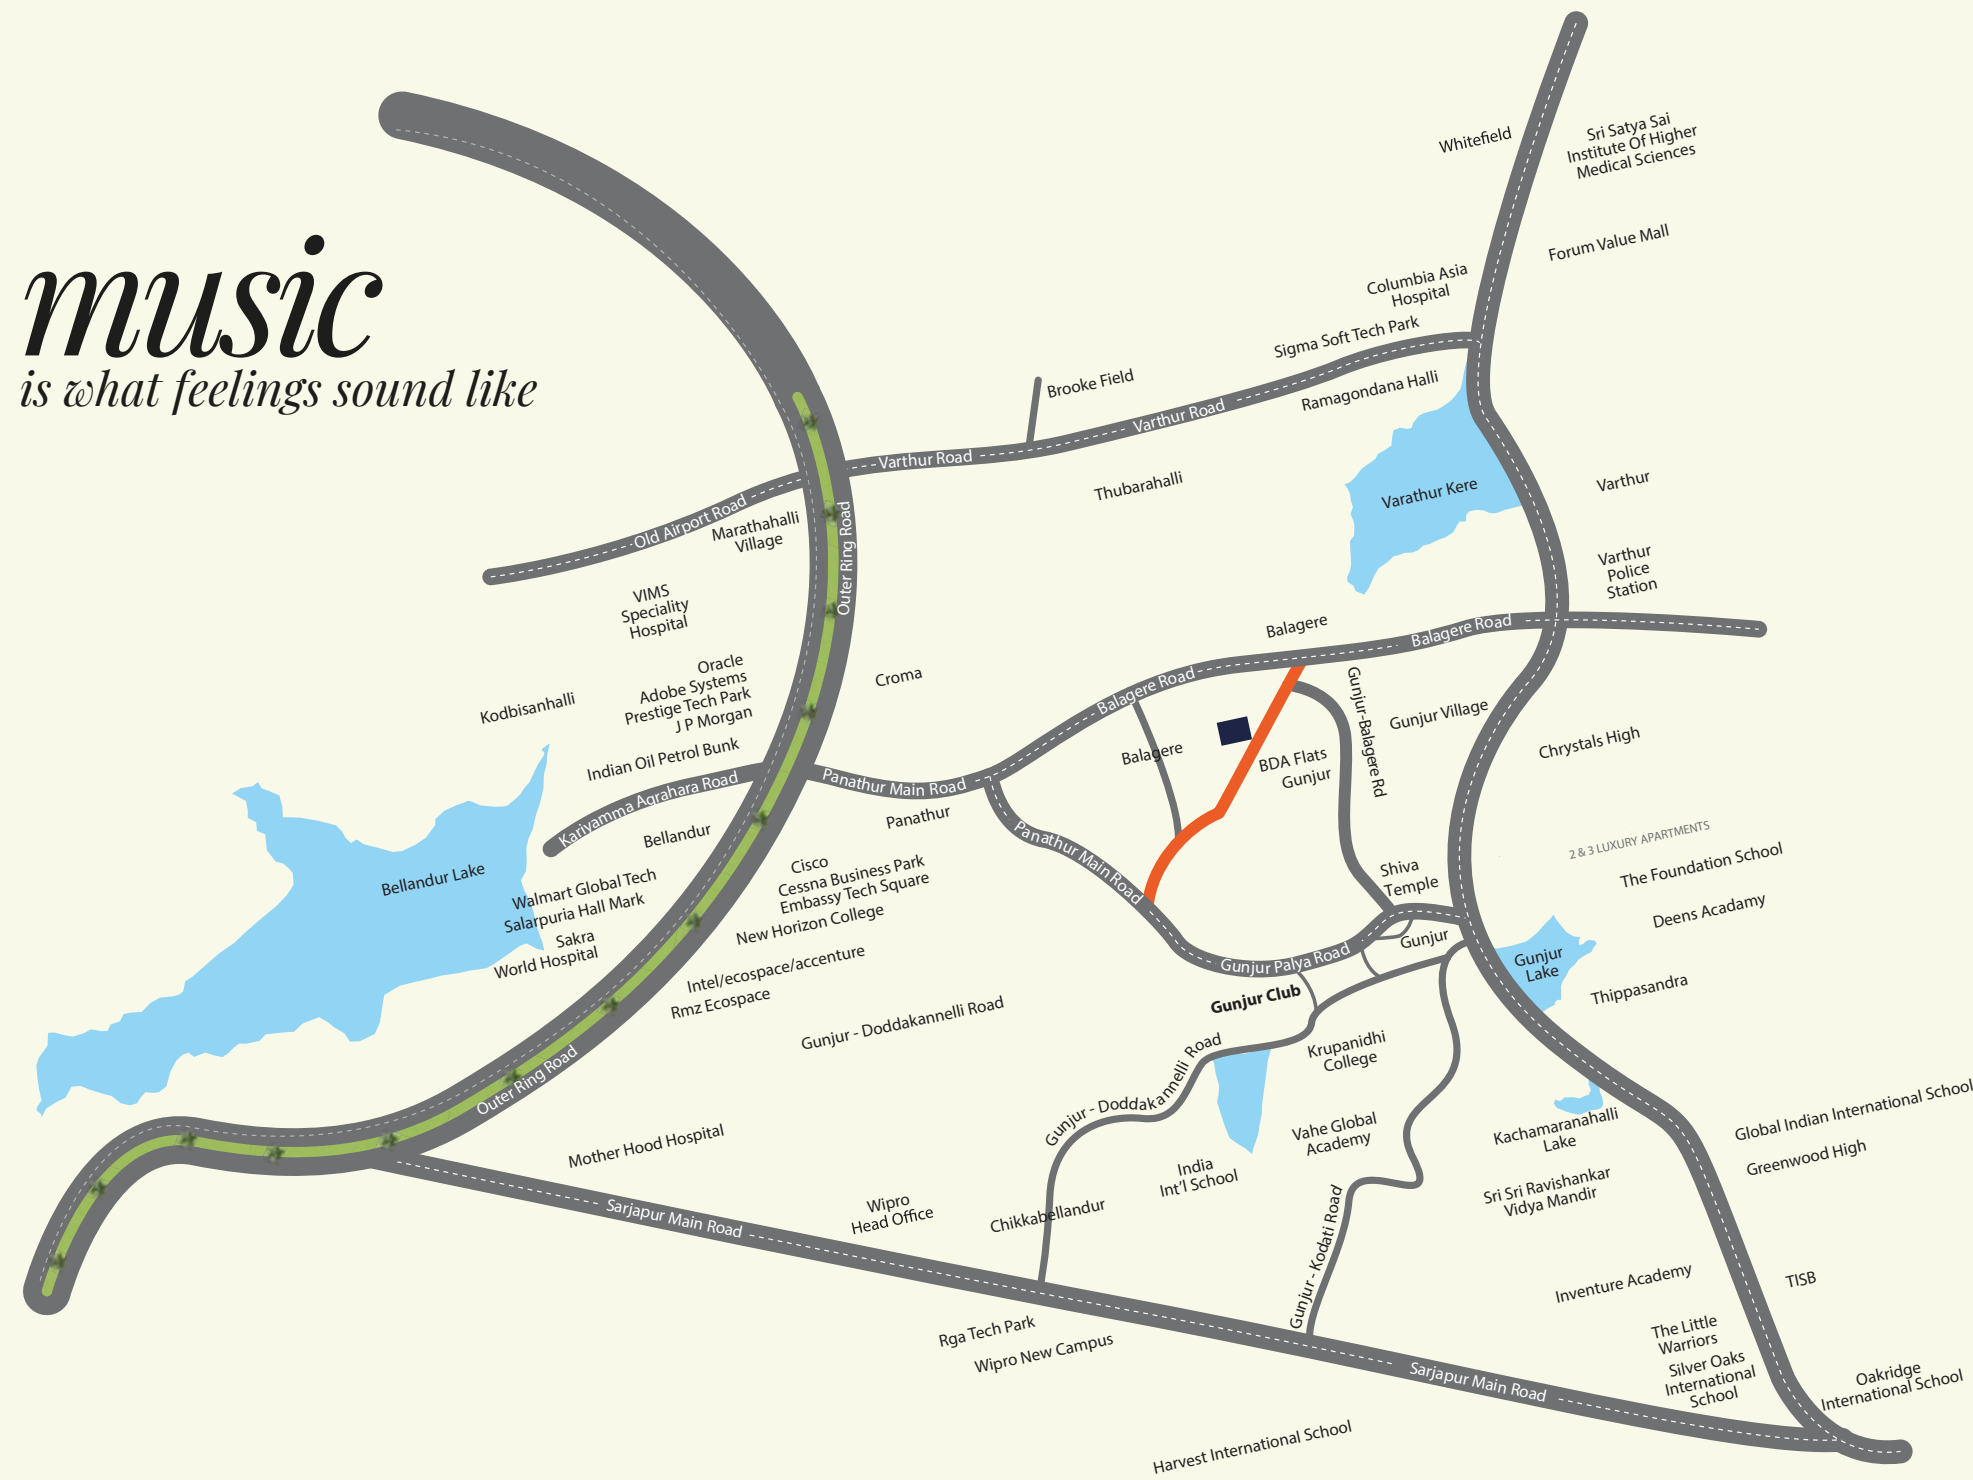 music
is what feelings sound like
Whitefield
Sri Satya Sai
Institute Of Higher
Medical Sciences
Forum Value Mall
Columbia Asia
Hospital
Sigma Soft Tech Park
Ramagondana Halli
Brooke Field
Varthur Road
Varthur Road
Thubarahalli
Varathur Kere
Varthur
Varthur
Police
Station
Old Airport Road
Marathahalli
Village
Outer Ring Road
VIMS
Speciality
Hospital
Oracle
Adobe Systems
Prestige Tech Park
J P Morgan
Kodbisanhalli
Indian Oil Petrol Bunk
Croma
Balagere
Balagere Road
Balagere Road
Gunjur-Balagere Rd
Gunjur Village
Chrystals High
Balagere
BDA Flats
Gunjur
Kariyamma Agrahara Road
Panathur Main Road
Panathur
Bellandur
Panathur Main Road
Bellandur Lake
Walmart Global Tech
Salarpuria Hall Mark
Sakra
World Hospital
Cisco
Cessna Business Park
Embassy Tech Square
New Horizon College
Intel/ecospace/accenture
Rmz Ecospace
Gunjur - Doddakannelli Road
2 & 3 LUXURY APARTMENTS
The Foundation School
Deens Acadamy
Shiva
Temple
Gunjur
Gunjur Palya Road
Gunjur Club
Gunjur
Lake
Thippasandra
Krupanidhi
College
Gunjur - Doddakannelli Road
Outer Ring Road
Mother Hood Hospital
Vahe Global
Academy
India
Int'l School
Kachamaranahalli
Lake
Global Indian International School
Greenwood High
Sri Sri Ravishankar
Vidya Mandir
Wipro
Head Office
Chikkabellandur
Sarjapur Main Road
Gunjur - Kodati Road
Inventure Academy
TISB
Rga Tech Park
Wipro New Campus
The Little
Warriors
Silver Oaks
International
School
Oakridge
International School
Sarjapur Main Road
Harvest International School